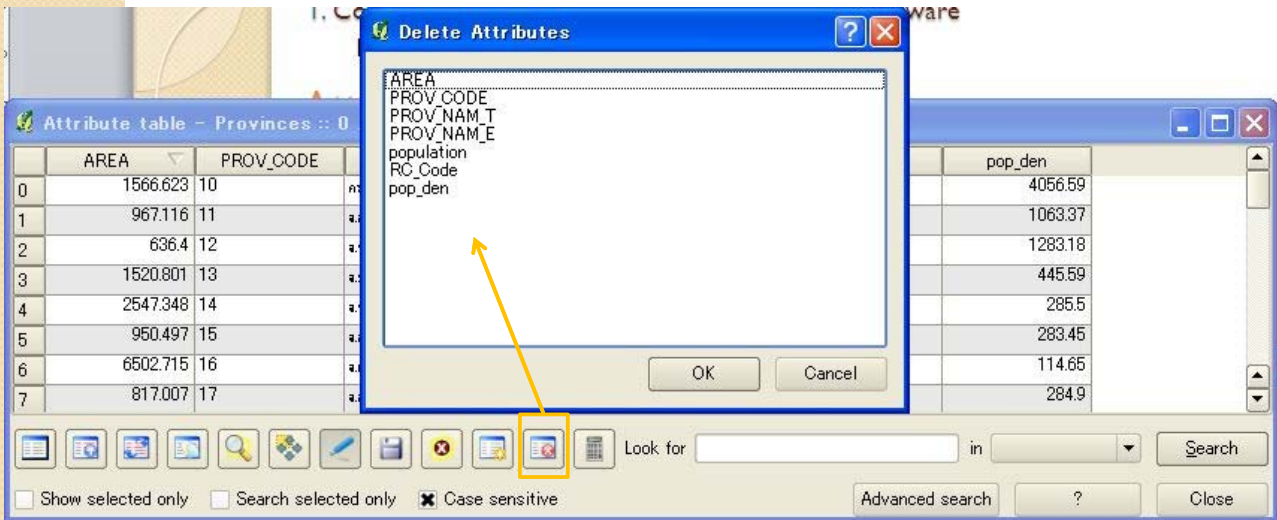 ware
Delete Attributes
AREA
PROV_CODE
PROV_NAM_T
PROV_NAM_E
population
RC_Code
pop_den
OK Cancel
Attribute table - Provinces :: 0
AREA PROV_CODE pop_den
0 1566.623 10 4056.59
1 967.116 11 1063.37
2 636.4 12 1283.18
3 1520.801 13 445.59
4 2547.348 14 285.5
5 950.497 15 283.45
6 6502.715 16 114.65
7 817.007 17 284.9
Look for in Search
Show selected only Search selected only Case sensitive Advanced search ? Close